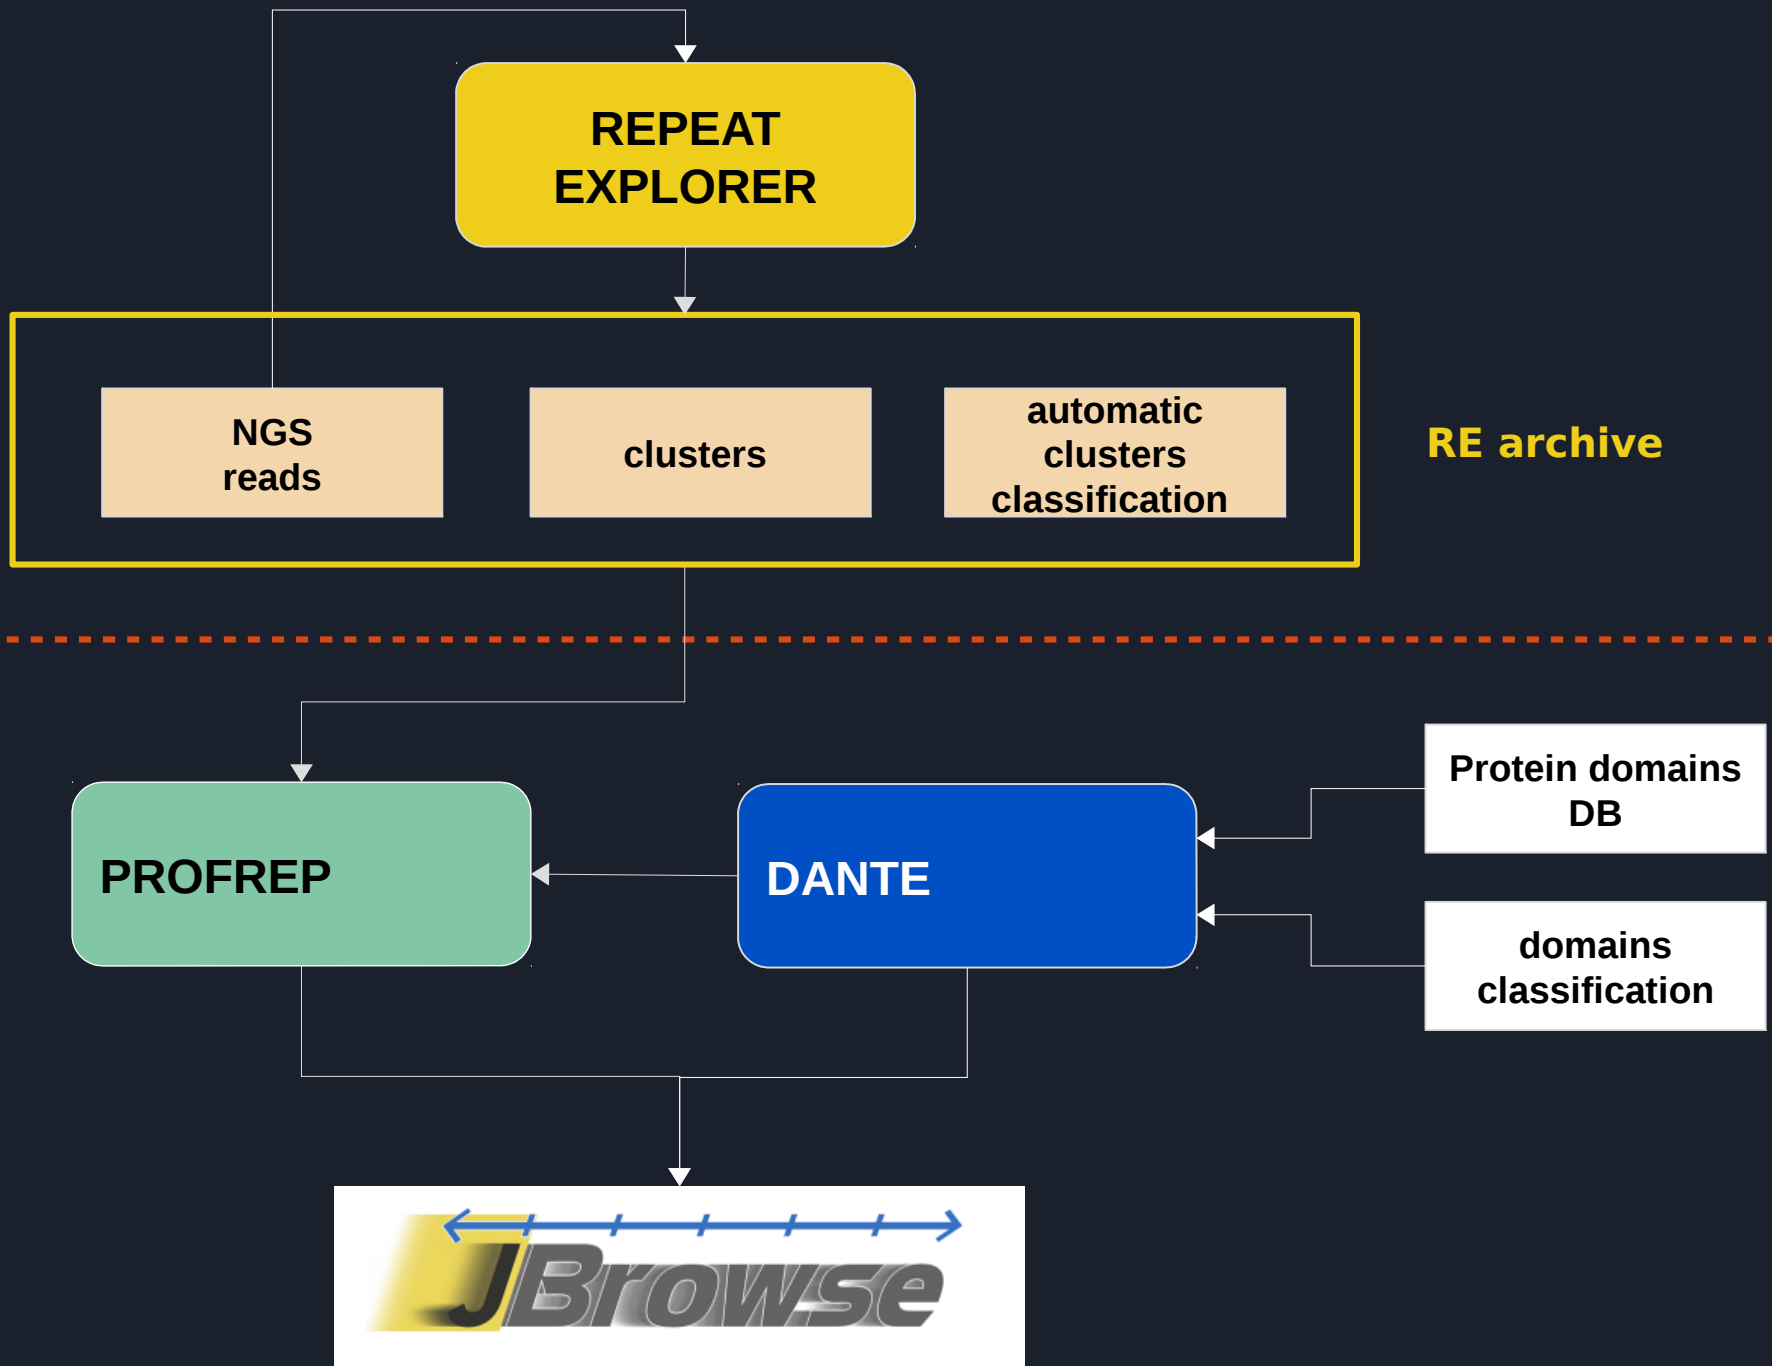 REPEAT
EXPLORER
NGS
reads
clusters
automatic
clusters
classification
RE archive
PROFREP
DANTE
Protein domains
DB
domains
classification
JBrowse